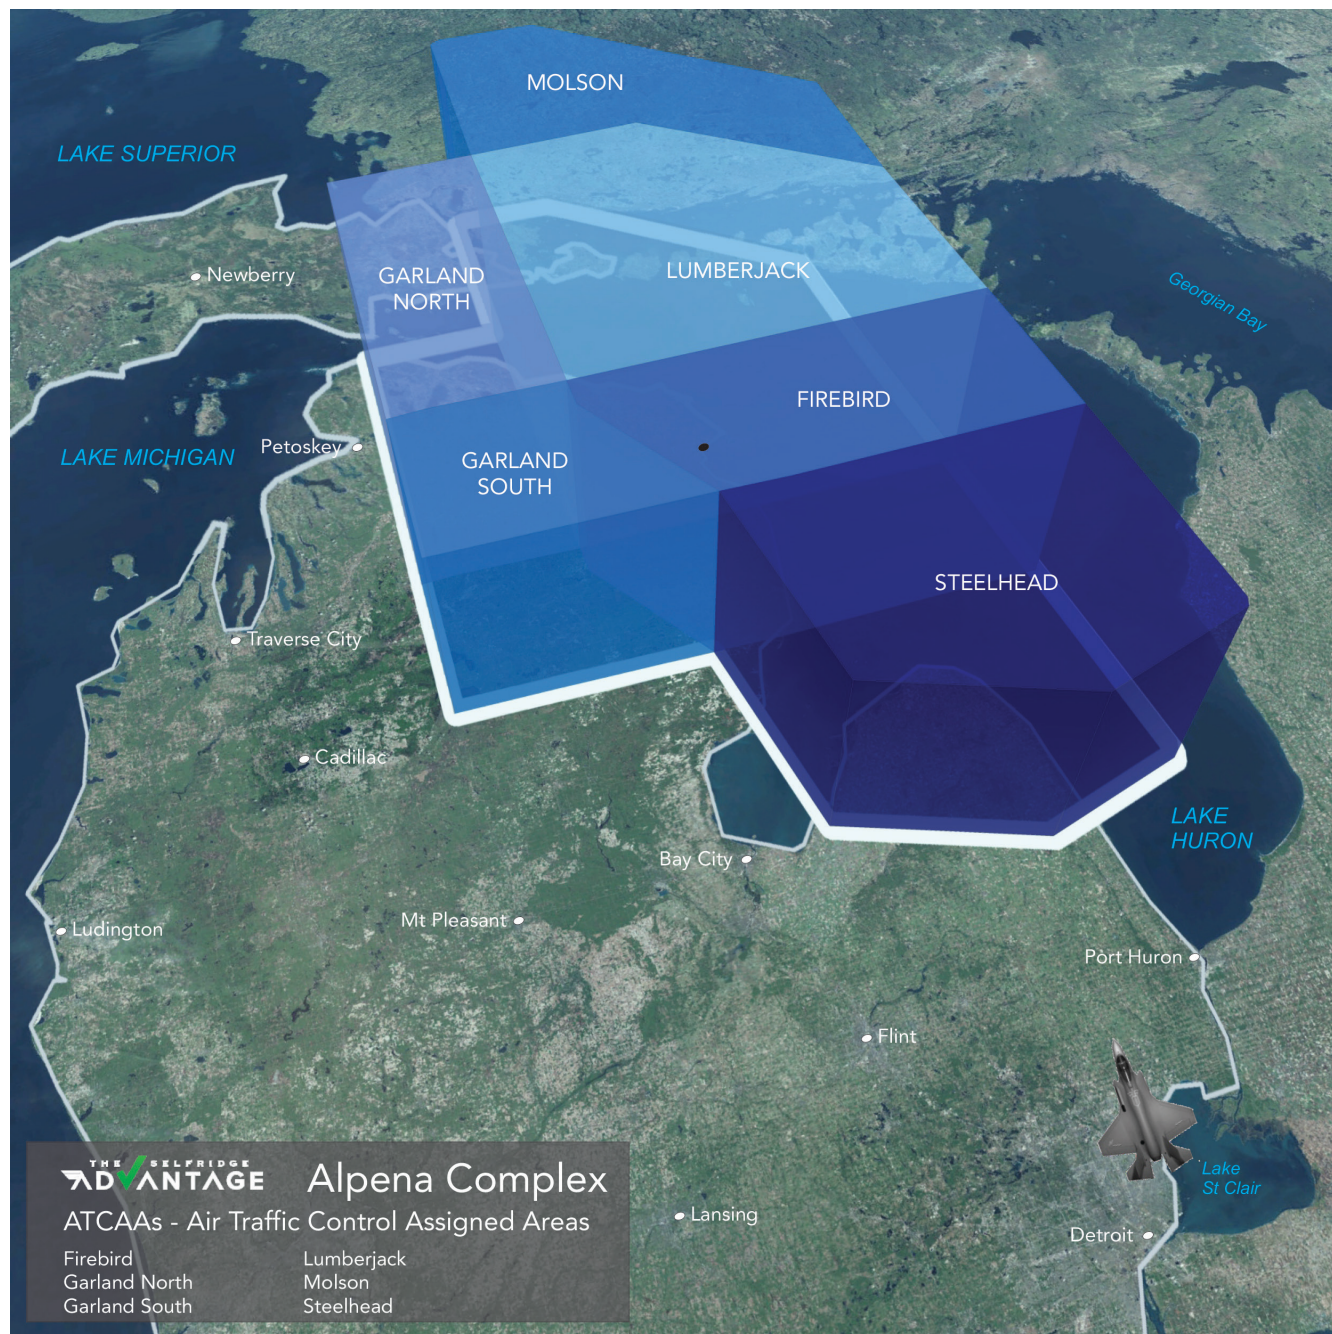 MOLSON
LAKE SUPERIOR
LUMBERJACK
Newberry
GARLAND
NORTH
Georgian Bay
FIREBIRD
Petoskey
LAKE MICHIGAN
GARLAND
SOUTH
STEELHEAD
Traverse City
Cadillac
LAKE
HURON
Bay City
Mt Pleasant
Ludington
Port Huron
Flint
Lake
St Clair
Lansing
Detroit
THE SELFRIDGE
ADVANTAGE
Alpena Complex
ATCAAs - Air Traffic Control Assigned Areas
Firebird
Garland North
Garland South
Lumberjack
Molson
Steelhead